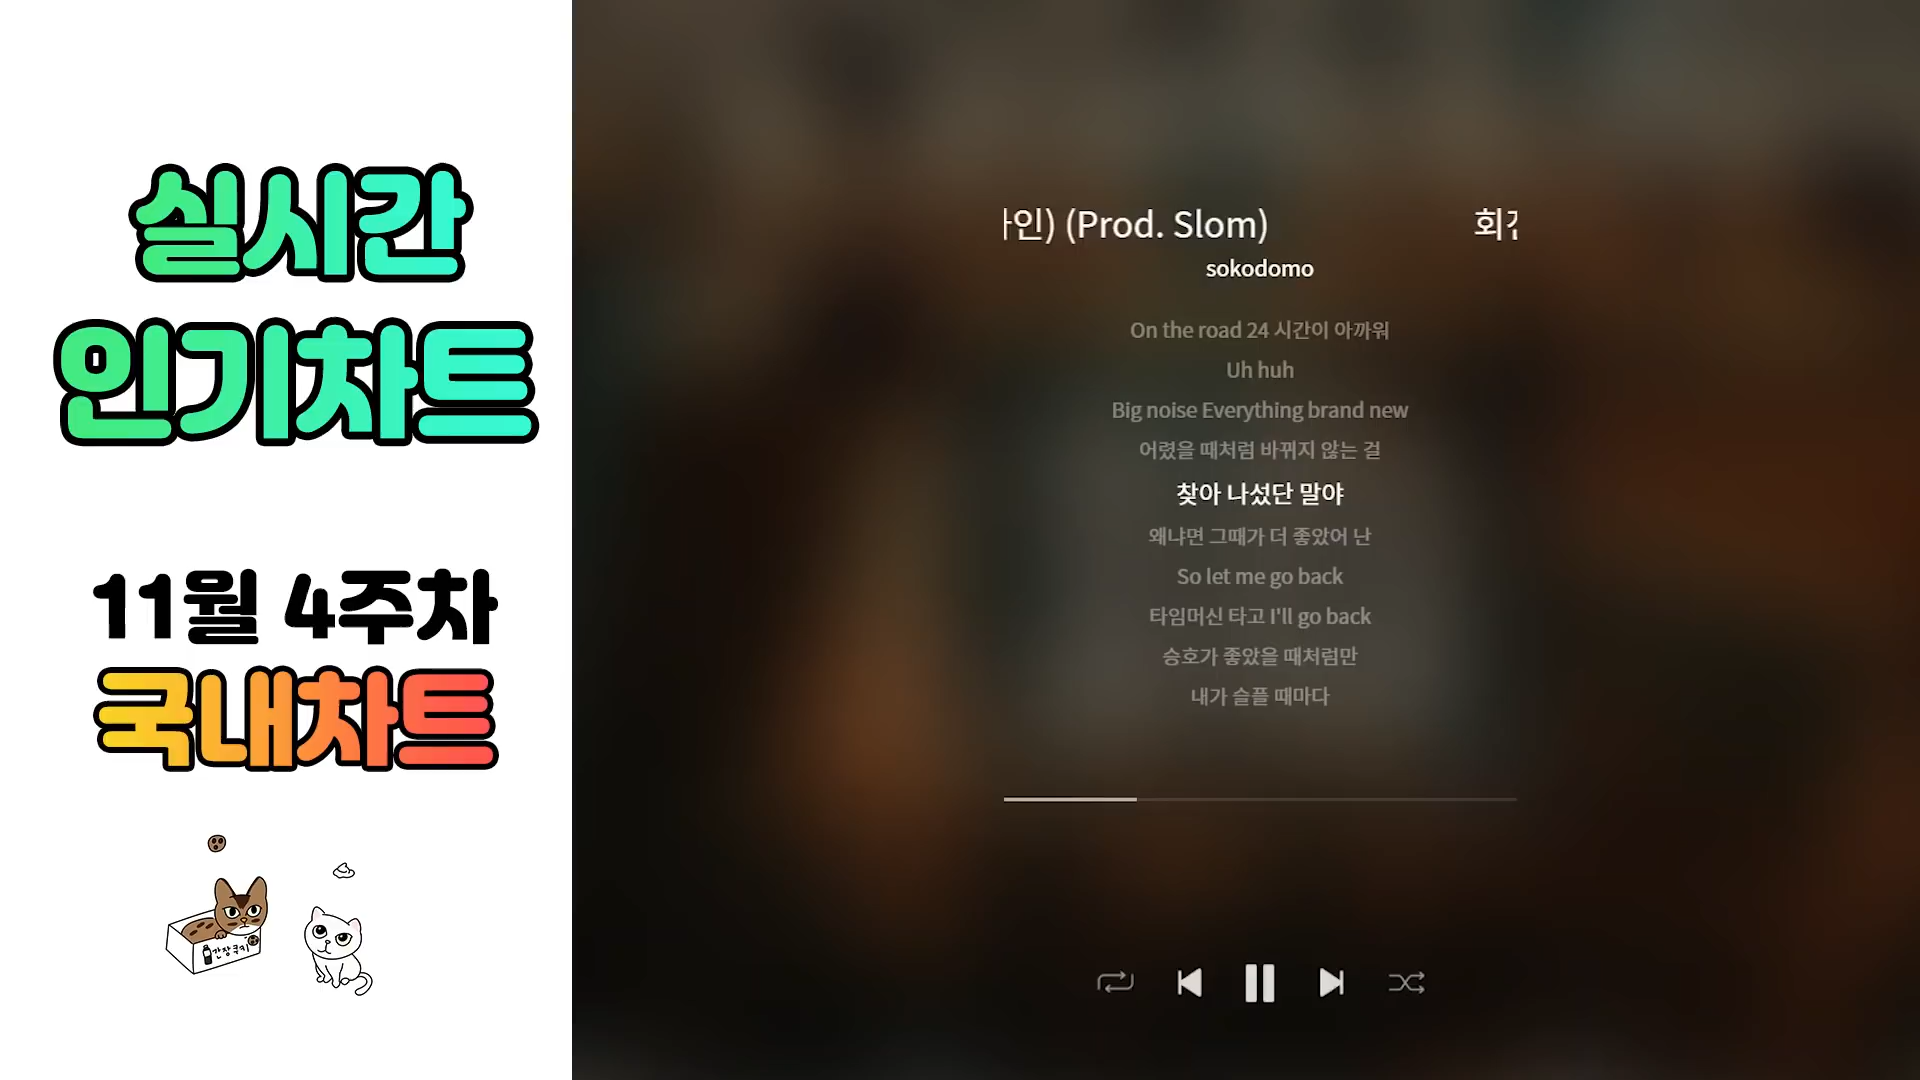 실시간
인기차트
11월 4주차
국내차트
간장쿠키
인) (Prod. Slom)
sokodomo
On the road 24 시간이 아까워
Uh huh
Big noise Everything brand new
어렸을 때처럼 바뀌지 않는 걸
찾아 나섰단 말야
왜냐면 그때가 더 좋았어 난
So let me go back
타임머신 타고 I'll go back
승호가 좋았을 때처럼만
내가 슬플 때마다